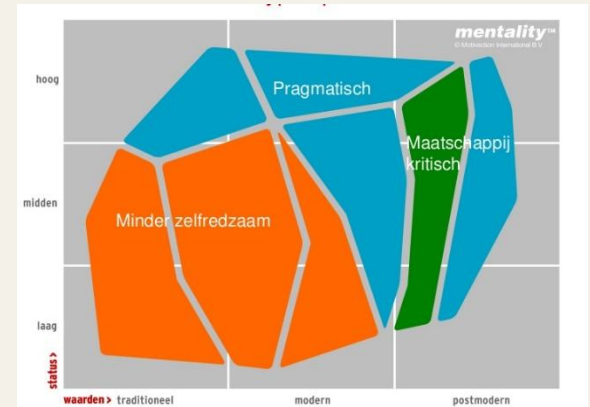 mentality™
© Motivaction International B.V.
hoog
Pragmatisch
Maatschappij
kritisch
midden
Minder zelfredzaam
laag
status >
waarden > traditioneel modern postmodern